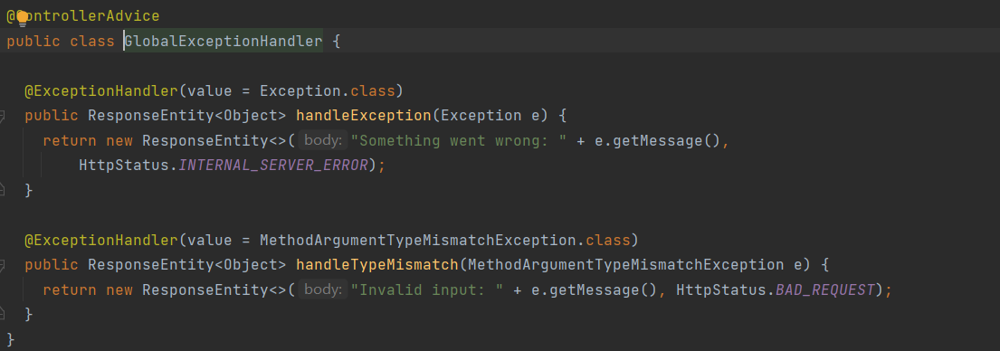 @ControllerAdvice
public class GlobalExceptionHandler {
@ExceptionHandler(value = Exception.class)
public ResponseEntity<Object> handleException(Exception e) {
return new ResponseEntity<>( body: "Something went wrong: " + e.getMessage(),
HttpStatus.INTERNAL_SERVER_ERROR);
}
@ExceptionHandler(value = MethodArgumentTypeMismatchException.class)
public ResponseEntity<Object> handleTypeMismatch(MethodArgumentTypeMismatchException e) {
return new ResponseEntity<>( body: "Invalid input: " + e.getMessage(), HttpStatus.BAD_REQUEST);
}
}